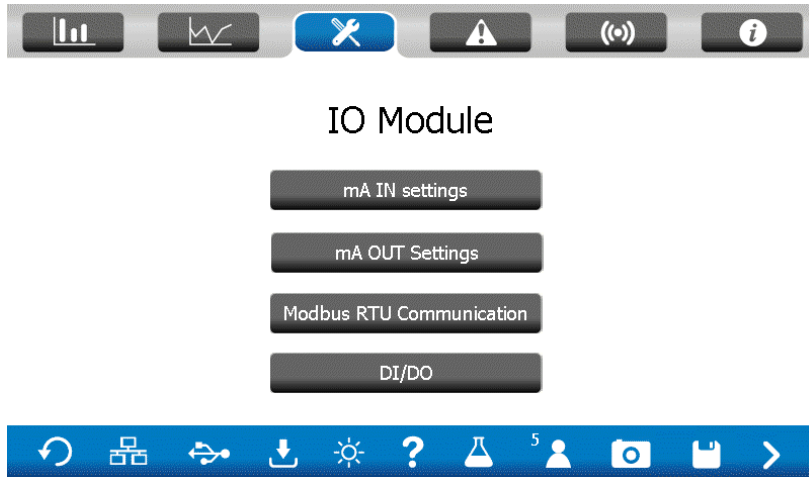 IO Module
mA IN settings
mA OUT Settings
Modbus RTU Communication
DI/DO
5